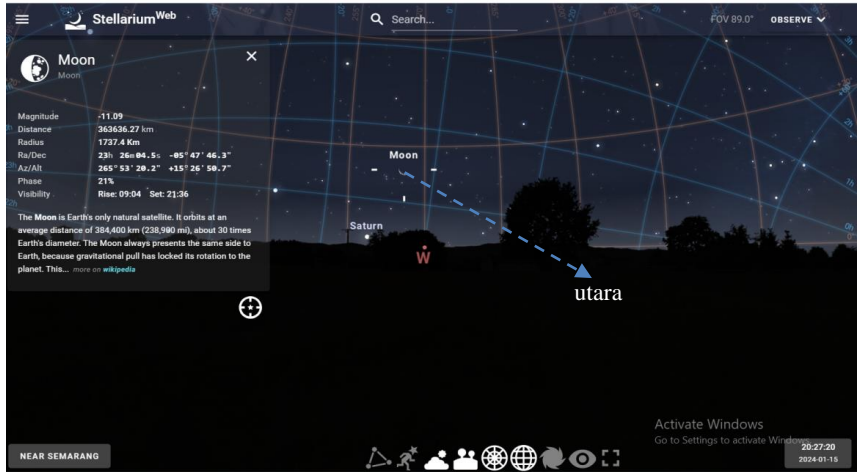 StellariumWeb
Search...
FOV 89.0°
OBSERVE
Moon
Moon
Magnitude -11.09
Distance 363636.27 km
Radius 1737.4 Km
Ra/Dec 23h 26m04.5s -05°47'46.3"
Az/Alt 265°53'20.2" +15°26'50.7"
Phase 21%
Visibility Rise: 09:04 Set: 21:36
The Moon is Earth's only natural satellite. It orbits at an
average distance of 384,400 km (238,900 mi), about 30 times
Earth's diameter. The Moon always presents the same side to
Earth, because gravitational pull has locked its rotation to the
planet. This... more on wikipedia
Moon
Saturn
W
utara
Activate Windows
Go to Settings to activate Windows.
NEAR SEMARANG
20:27:20
2024-01-15